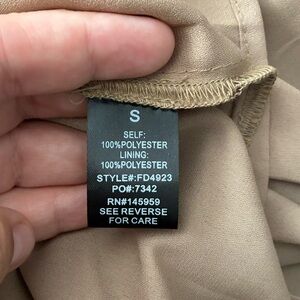 S
SELF:
100%POLYESTER
LINING:
100%POLYESTER
STYLE#:FD4923
PO#:7342
RN#145959
SEE REVERSE
FOR CARE